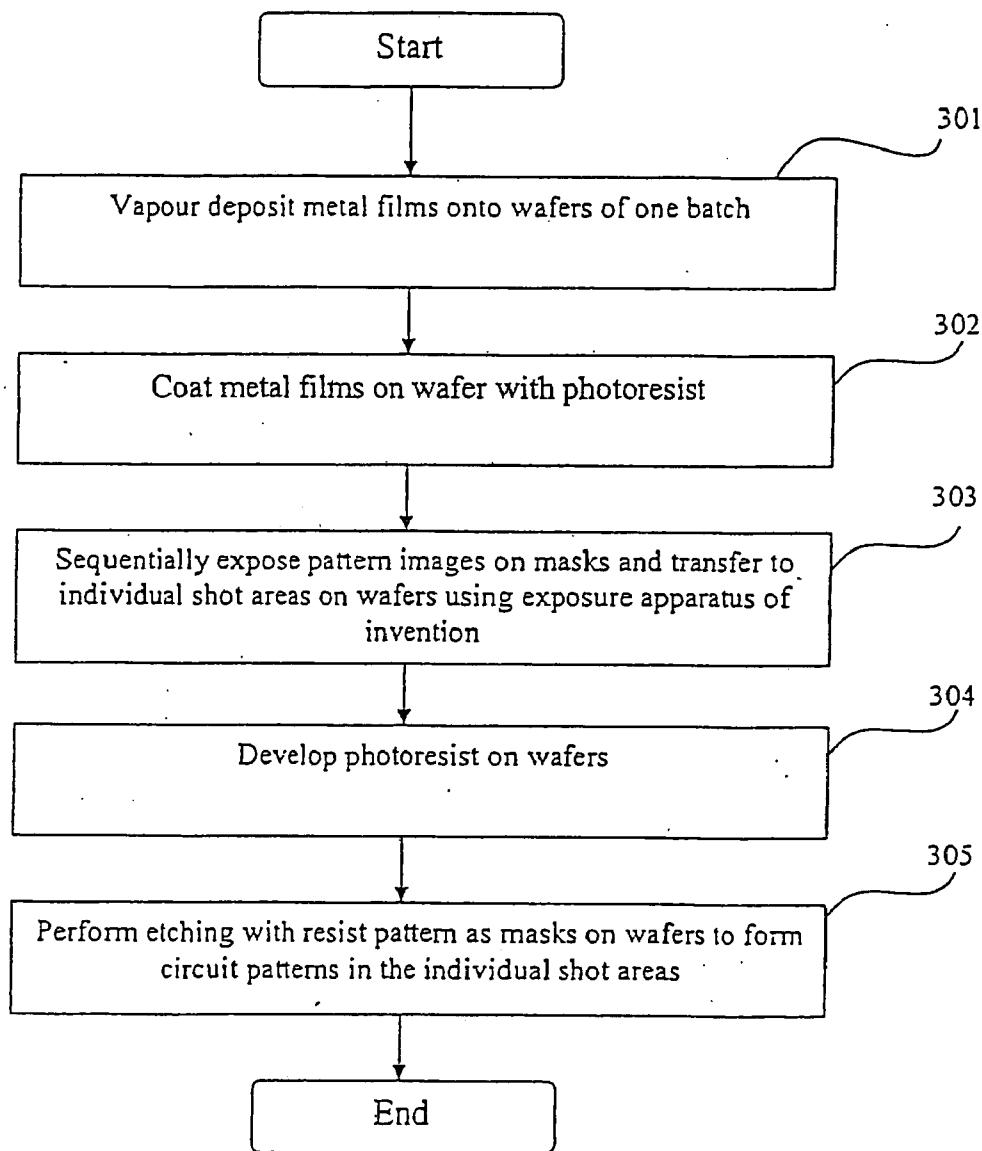 Start
301
Vapour deposit metal films onto wafers of one batch
302
Coat metal films on wafer with photoresist
303
Sequentially expose pattern images on masks and transfer to
individual shot areas on wafers using exposure apparatus of
invention
304
Develop photoresist on wafers
305
Perform etching with resist pattern as masks on wafers to form
circuit patterns in the individual shot areas
End